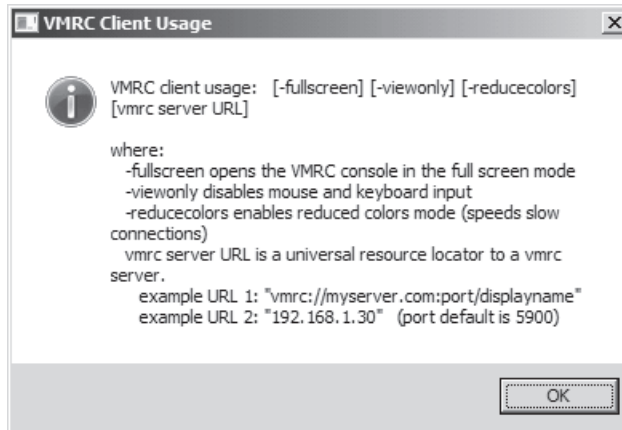 VMRC Client Usage
VMRC client usage: [-fullscreen] [-viewonly] [-reducecolors]
[vmrc server URL]
where:
-fullscreen opens the VMRC console in the full screen mode
-viewonly disables mouse and keyboard input
-reducecolors enables reduced colors mode (speeds slow
connections)
vmrc server URL is a universal resource locator to a vmrc
server.
example URL 1: "vmrc://myserver.com:port/displayname"
example URL 2: "192.168.1.30" (port default is 5900)
OK